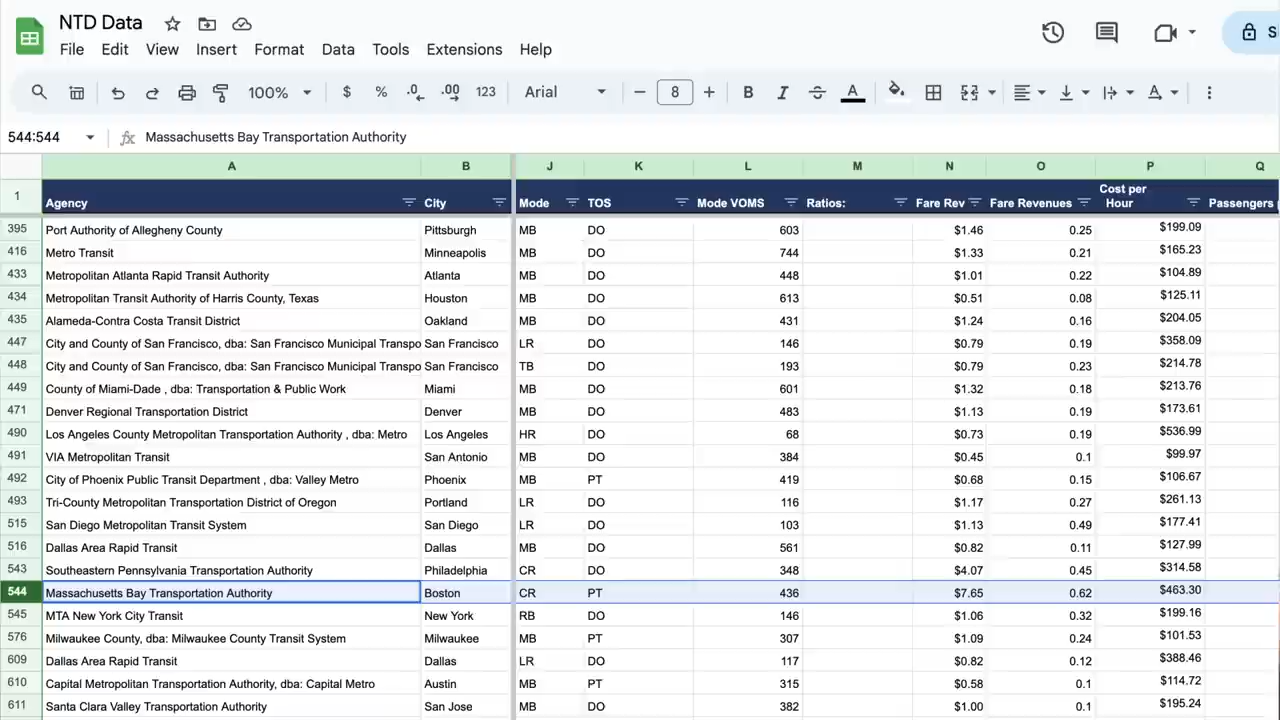 NTD Data
File Edit View Insert Format Data Tools Extensions Help
100% $ % .0 .00 123 Arial 8 B I A
544:544 fx Massachusetts Bay Transportation Authority
A B J K L M N O P Q
1 Agency City Mode TOS Mode VOMS Ratios: Fare Rev Fare Revenues Cost per Hour Passengers
395 Port Authority of Allegheny County Pittsburgh MB DO 603 $1.46 0.25 $199.09
416 Metro Transit Minneapolis MB DO 744 $1.33 0.21 $165.23
433 Metropolitan Atlanta Rapid Transit Authority Atlanta MB DO 448 $1.01 0.22 $104.89
434 Metropolitan Transit Authority of Harris County, Texas Houston MB DO 613 $0.51 0.08 $125.11
435 Alameda-Contra Costa Transit District Oakland MB DO 431 $1.24 0.16 $204.05
447 City and County of San Francisco, dba: San Francisco Municipal Transpo San Francisco LR DO 146 $0.79 0.19 $358.09
448 City and County of San Francisco, dba: San Francisco Municipal Transpo San Francisco TB DO 193 $0.79 0.23 $214.78
449 County of Miami-Dade , dba: Transportation & Public Work Miami MB DO 601 $1.32 0.18 $213.76
471 Denver Regional Transportation District Denver MB DO 483 $1.13 0.19 $173.61
490 Los Angeles County Metropolitan Transportation Authority , dba: Metro Los Angeles HR DO 68 $0.73 0.19 $536.99
491 VIA Metropolitan Transit San Antonio MB DO 384 $0.45 0.1 $99.97
492 City of Phoenix Public Transit Department , dba: Valley Metro Phoenix MB PT 419 $0.68 0.15 $106.67
493 Tri-County Metropolitan Transportation District of Oregon Portland LR DO 116 $1.17 0.27 $261.13
515 San Diego Metropolitan Transit System San Diego LR DO 103 $1.13 0.49 $177.41
516 Dallas Area Rapid Transit Dallas MB DO 561 $0.82 0.11 $127.99
543 Southeastern Pennsylvania Transportation Authority Philadelphia CR DO 348 $4.07 0.45 $314.58
544 Massachusetts Bay Transportation Authority Boston CR PT 436 $7.65 0.62 $463.30
545 MTA New York City Transit New York RB DO 146 $1.06 0.32 $199.16
576 Milwaukee County, dba: Milwaukee County Transit System Milwaukee MB PT 307 $1.09 0.24 $101.53
609 Dallas Area Rapid Transit Dallas LR DO 117 $0.82 0.12 $388.46
610 Capital Metropolitan Transportation Authority, dba: Capital Metro Austin MB PT 315 $0.58 0.1 $114.72
611 Santa Clara Valley Transportation Authority San Jose MB DO 382 $1.00 0.1 $195.24